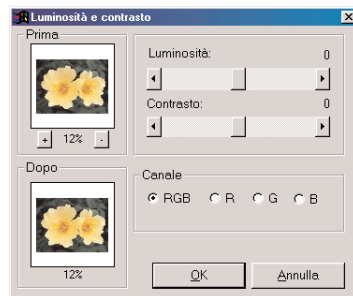 Luminosità e contrasto
Prima
+ 12% -
Luminosità: 0
Contrasto: 0
Dopo
12%
Canale
RGB R G B
OK Annulla